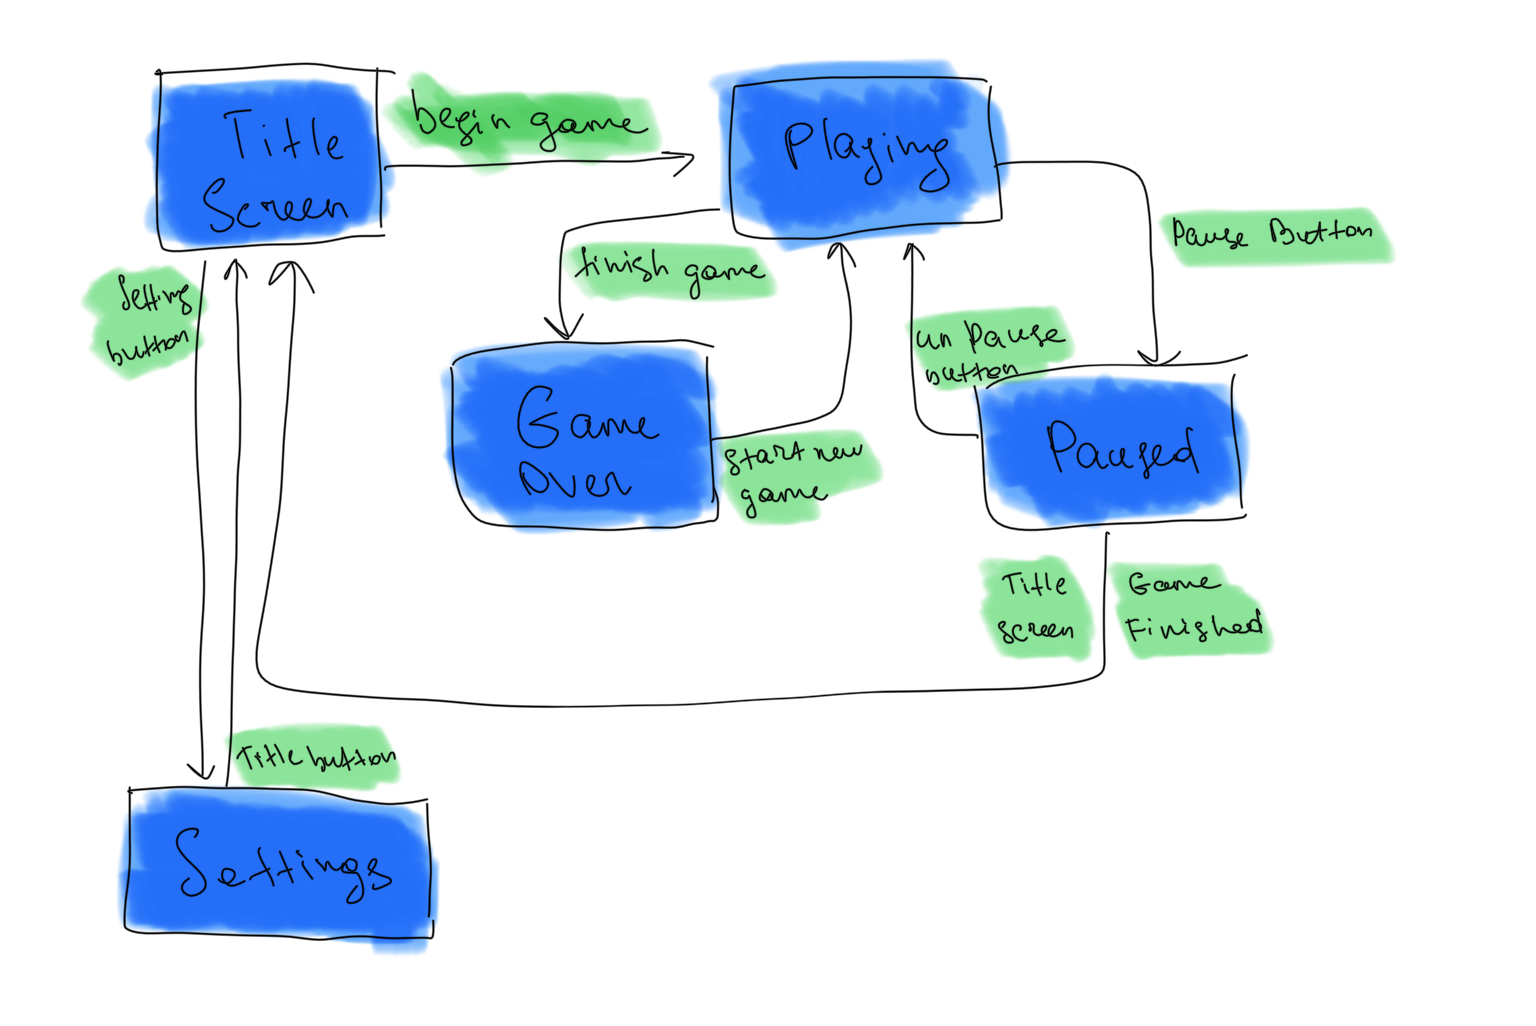 Title
Screen
begin game
Playing
Pause Button
finish game
Setting
button
un Pause
button
Game
Over
start new
game
Paused
Title
screen
Game
Finished
Title button
Settings